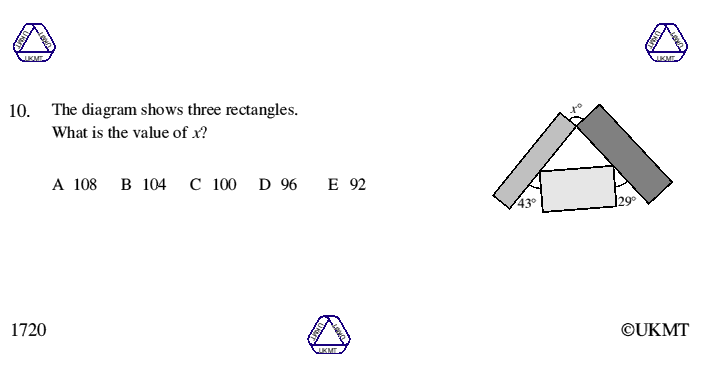 UKMT UKMT UKMT
UKMT UKMT UKMT
10. The diagram shows three rectangles.
What is the value of x?
x°
A 108 B 104 C 100 D 96 E 92
43° 29°
1720
UKMT UKMT UKMT
©UKMT